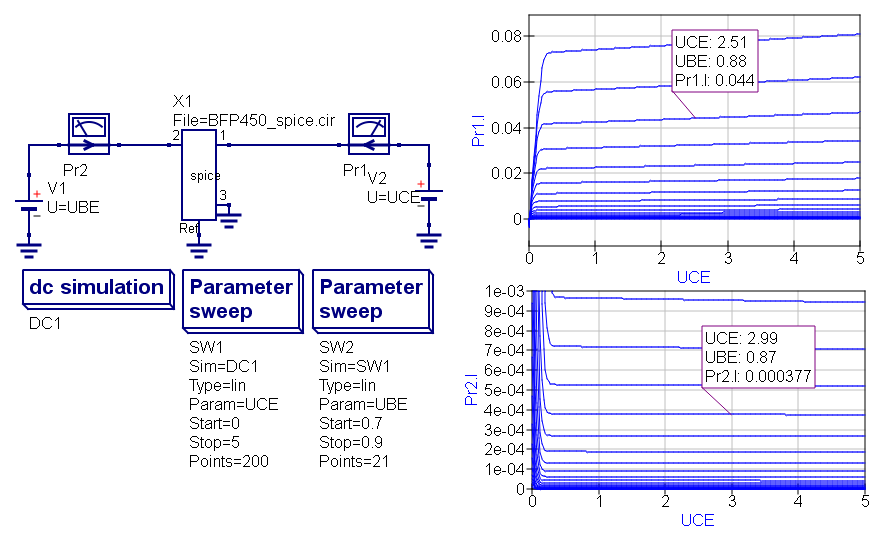 X1
File=BFP450_spice.cir
2
1
Pr2
Pr1
spice
3
Ref
V1
U=UBE
V2
U=UCE
+
−
+
−
dc simulation
DC1
Parameter
sweep
SW1
Sim=DC1
Type=lin
Param=UCE
Start=0
Stop=5
Points=200
Parameter
sweep
SW2
Sim=SW1
Type=lin
Param=UBE
Start=0.7
Stop=0.9
Points=21
Pr1.I
0.08
0.06
0.04
0.02
0
UCE: 2.51
UBE: 0.88
Pr1.I: 0.044
0 1 2 3 4 5
UCE
Pr2.I
1e-03
9e-04
8e-04
7e-04
6e-04
5e-04
4e-04
3e-04
2e-04
1e-04
0
UCE: 2.99
UBE: 0.87
Pr2.I: 0.000377
0 1 2 3 4 5
UCE